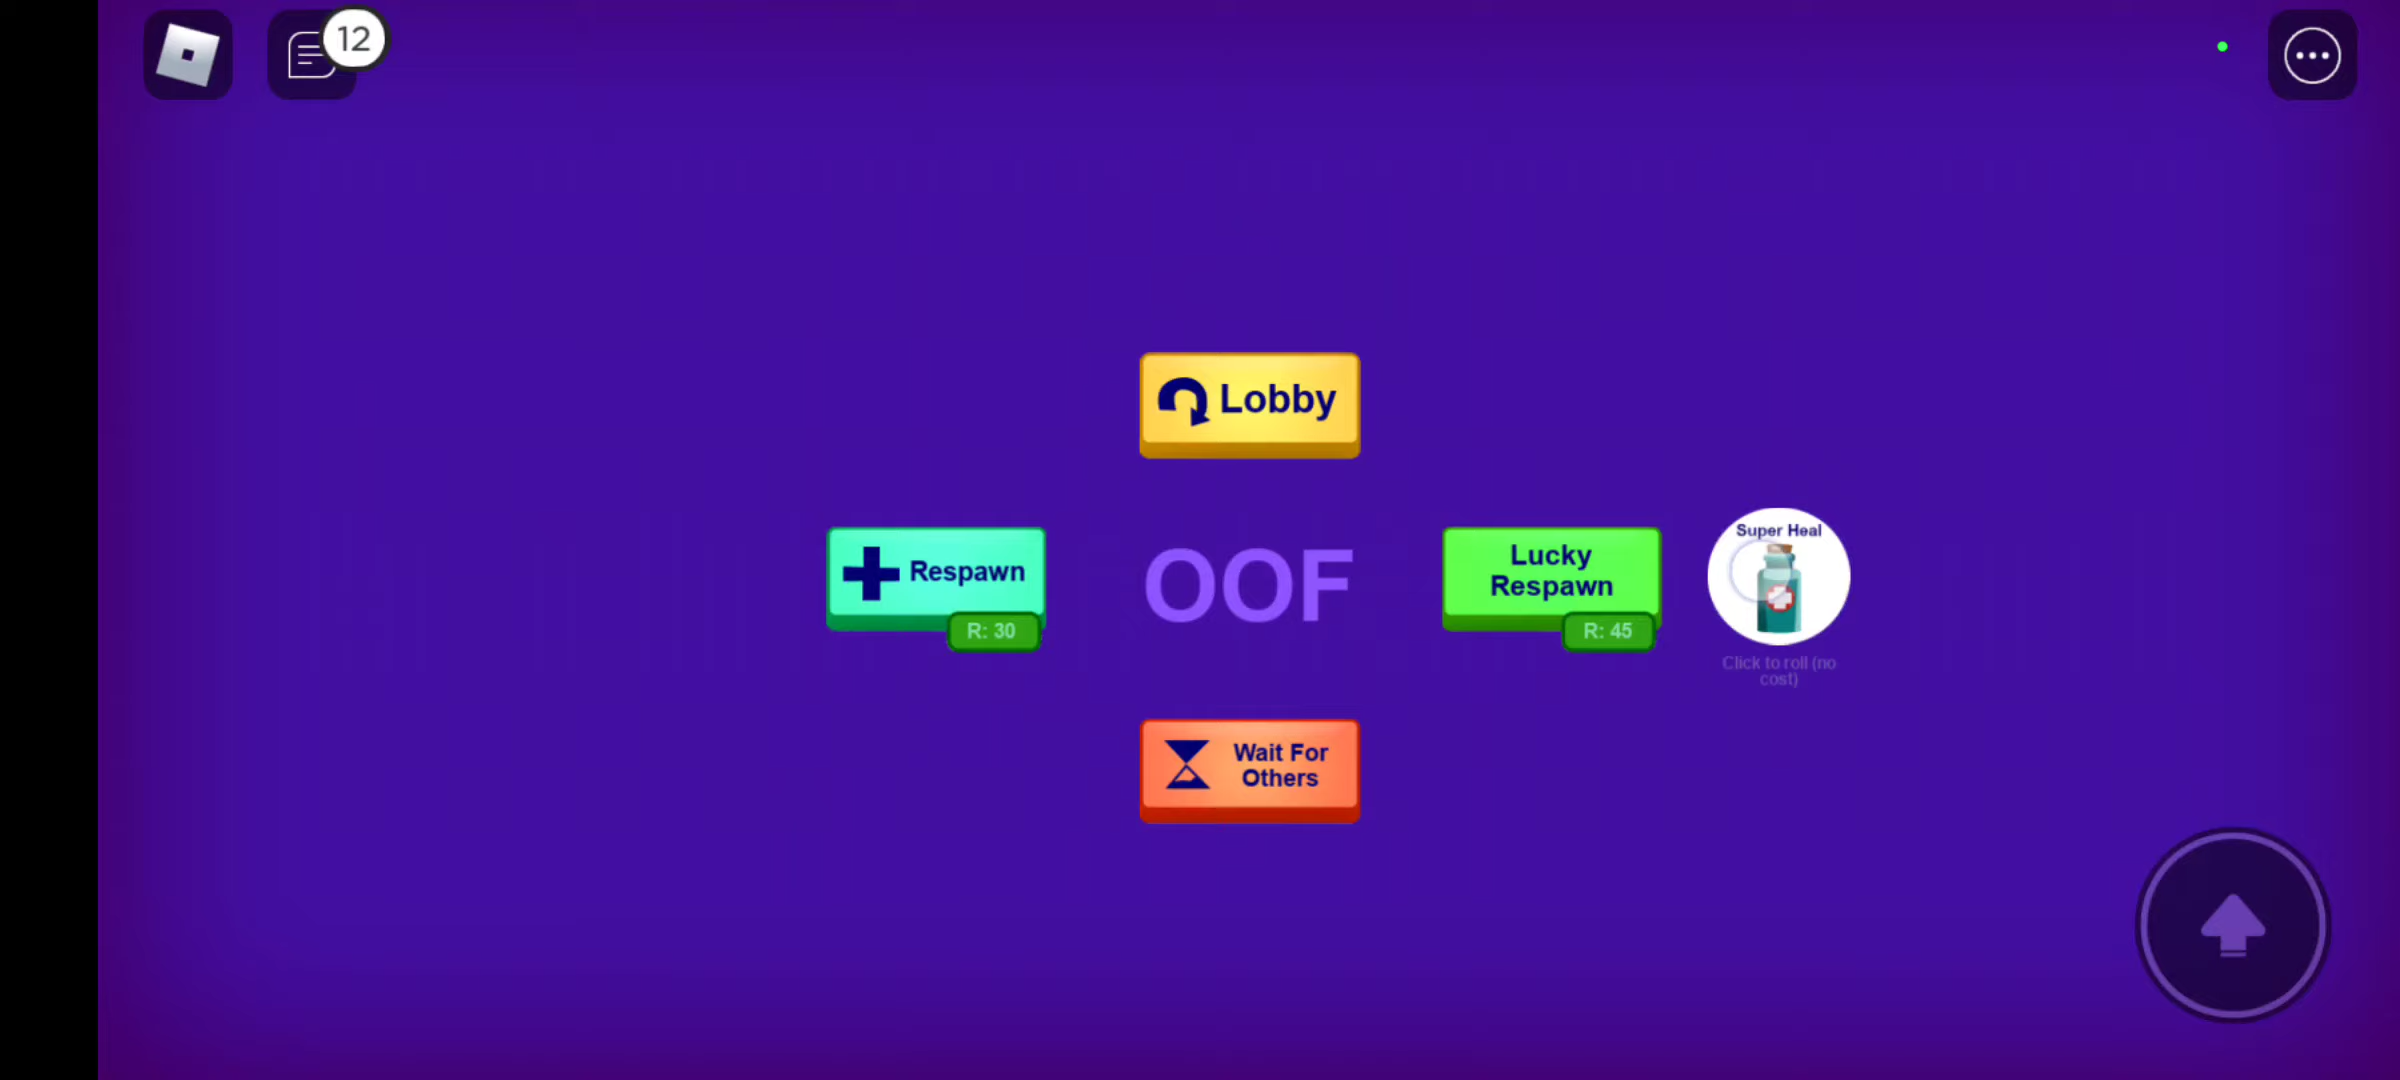 12
Lobby
Respawn
R: 30
OOF
Lucky
Respawn
R: 45
Super Heal
Click to roll (no
cost)
Wait For
Others